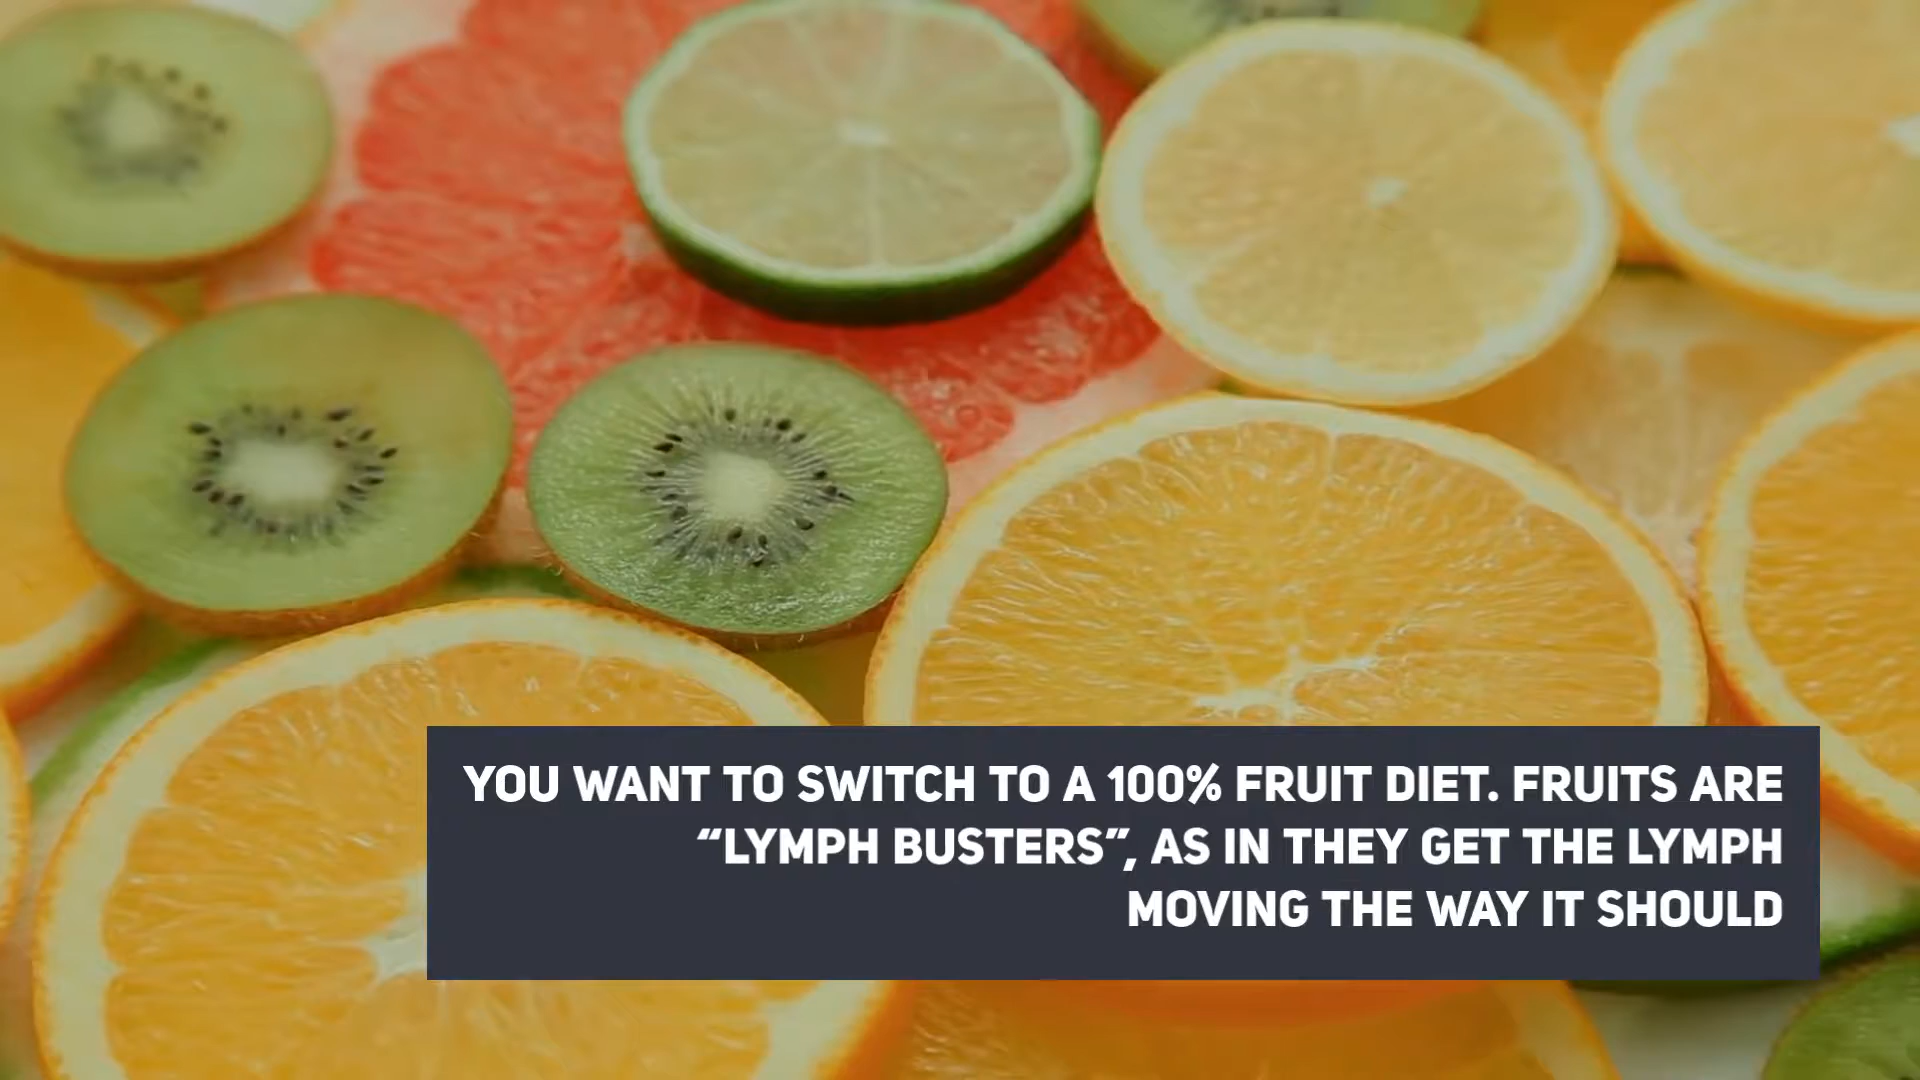 YOU WANT TO SWITCH TO A 100% FRUIT DIET. FRUITS ARE
“LYMPH BUSTERS”, AS IN THEY GET THE LYMPH
MOVING THE WAY IT SHOULD